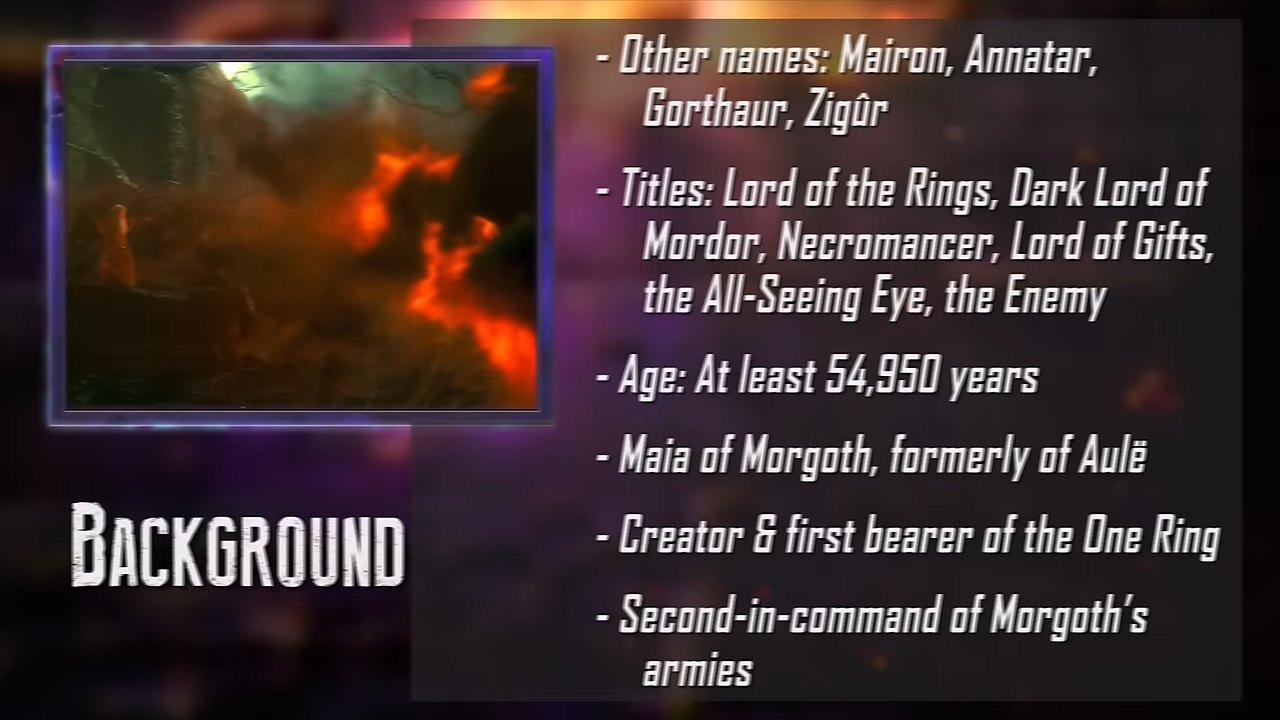 - Other names: Mairon, Annatar,
Gorthaur, Zigûr
- Titles: Lord of the Rings, Dark Lord of
Mordor, Necromancer, Lord of Gifts,
the All-Seeing Eye, the Enemy
- Age: At least 54,950 years
- Maia of Morgoth, formerly of Aulë
- Creator & first bearer of the One Ring
- Second-in-command of Morgoth's
armies
Background